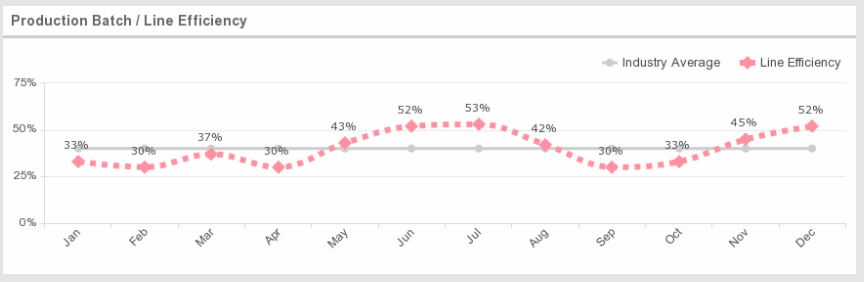 Production Batch / Line Efficiency
Industry Average Line Efficiency
75%
50%
25%
0%
33% 30% 37% 30% 43% 52% 53% 42% 30% 33% 45% 52%
Jan Feb Mar Apr May Jun Jul Aug Sep Oct Nov Dec